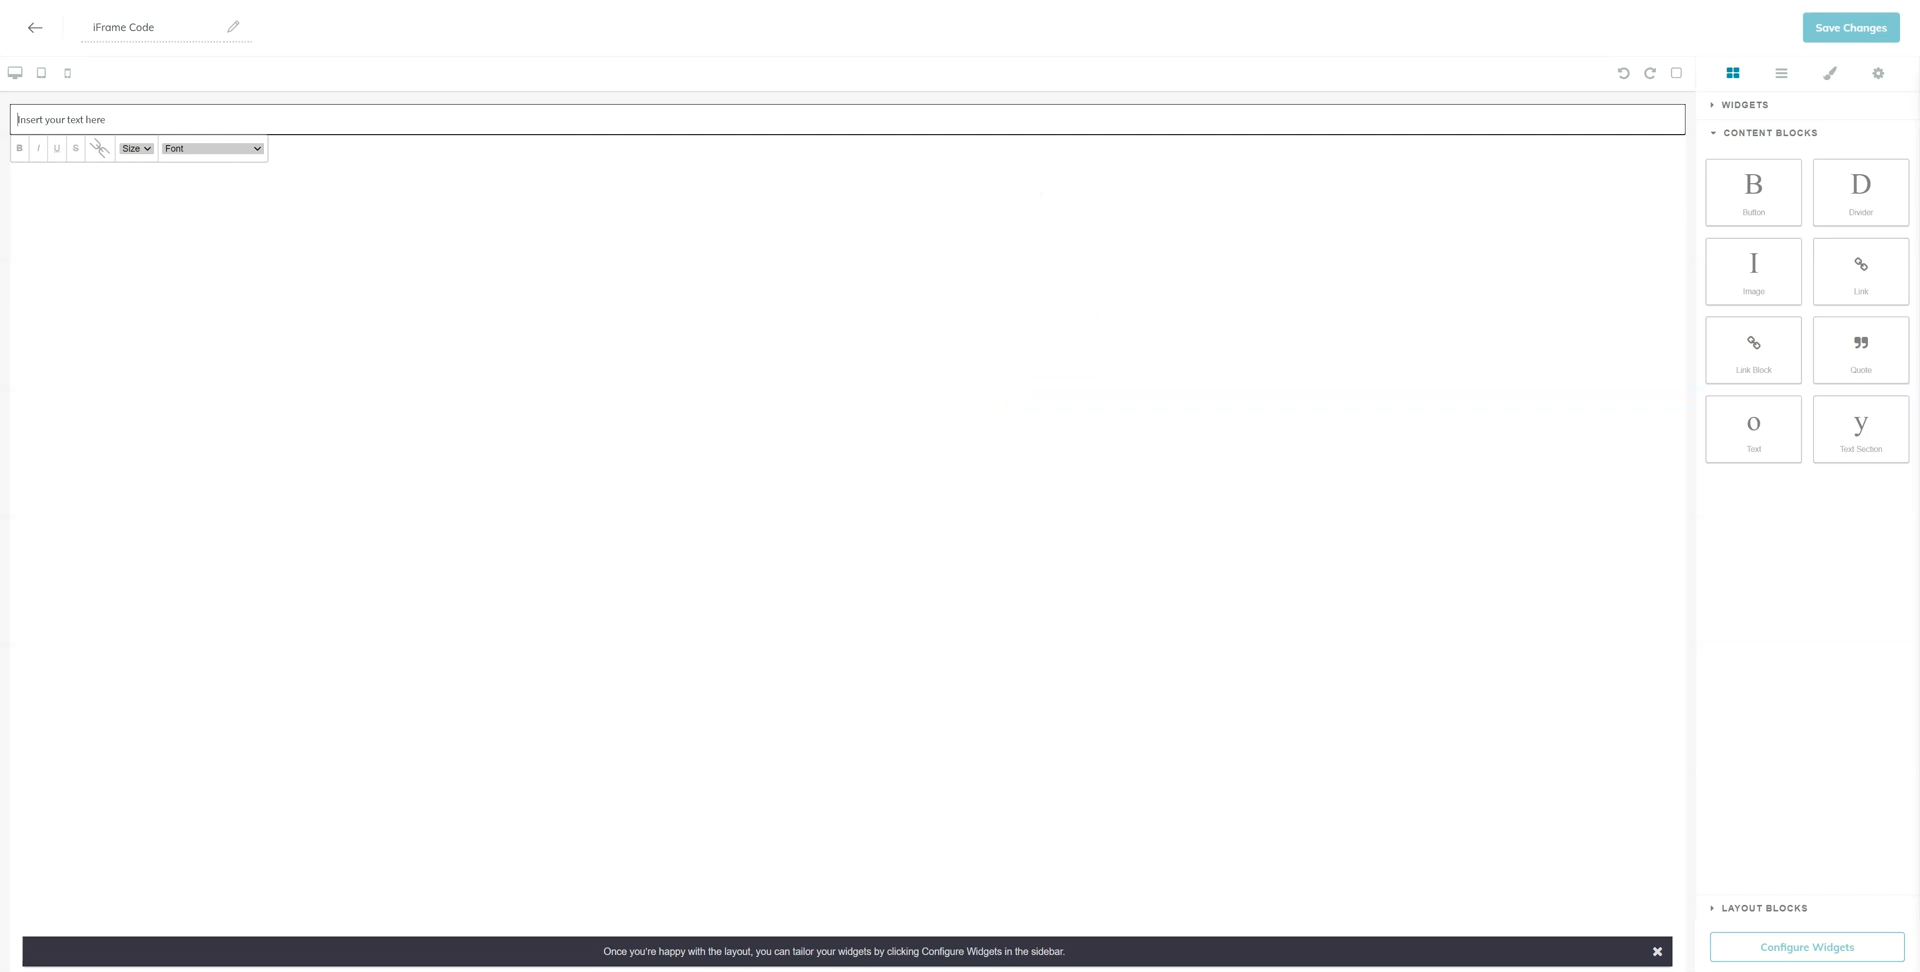 iFrame Code
Save Changes
Insert your text here
B I U S Size Font
WIDGETS
CONTENT BLOCKS
B D
Button Divider
I
Image Link
Link Block Quote
o y
Text Text Section
LAYOUT BLOCKS
Configure Widgets
Once you're happy with the layout, you can tailor your widgets by clicking Configure Widgets in the sidebar.